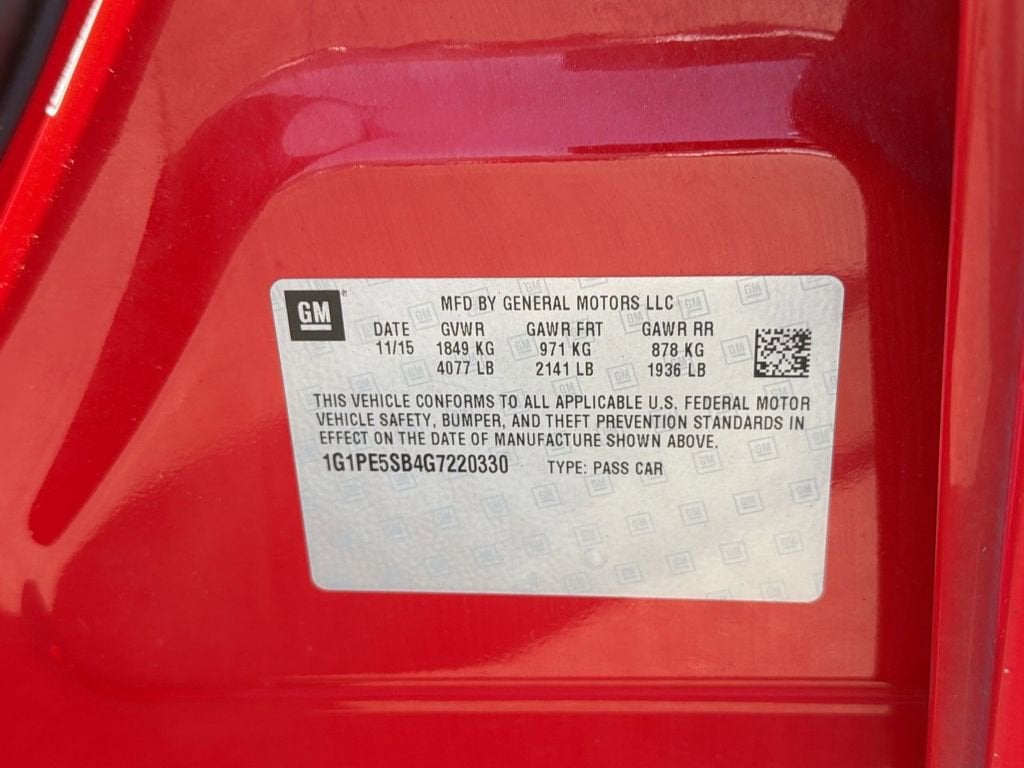 GM
MFD BY GENERAL MOTORS LLC
DATE GVWR GAWR FRT GAWR RR
11/15 1849 KG 971 KG 878 KG
4077 LB 2141 LB 1936 LB
THIS VEHICLE CONFORMS TO ALL APPLICABLE U.S. FEDERAL MOTOR
VEHICLE SAFETY, BUMPER, AND THEFT PREVENTION STANDARDS IN
EFFECT ON THE DATE OF MANUFACTURE SHOWN ABOVE.
1G1PE5SB4G7220330 TYPE: PASS CAR